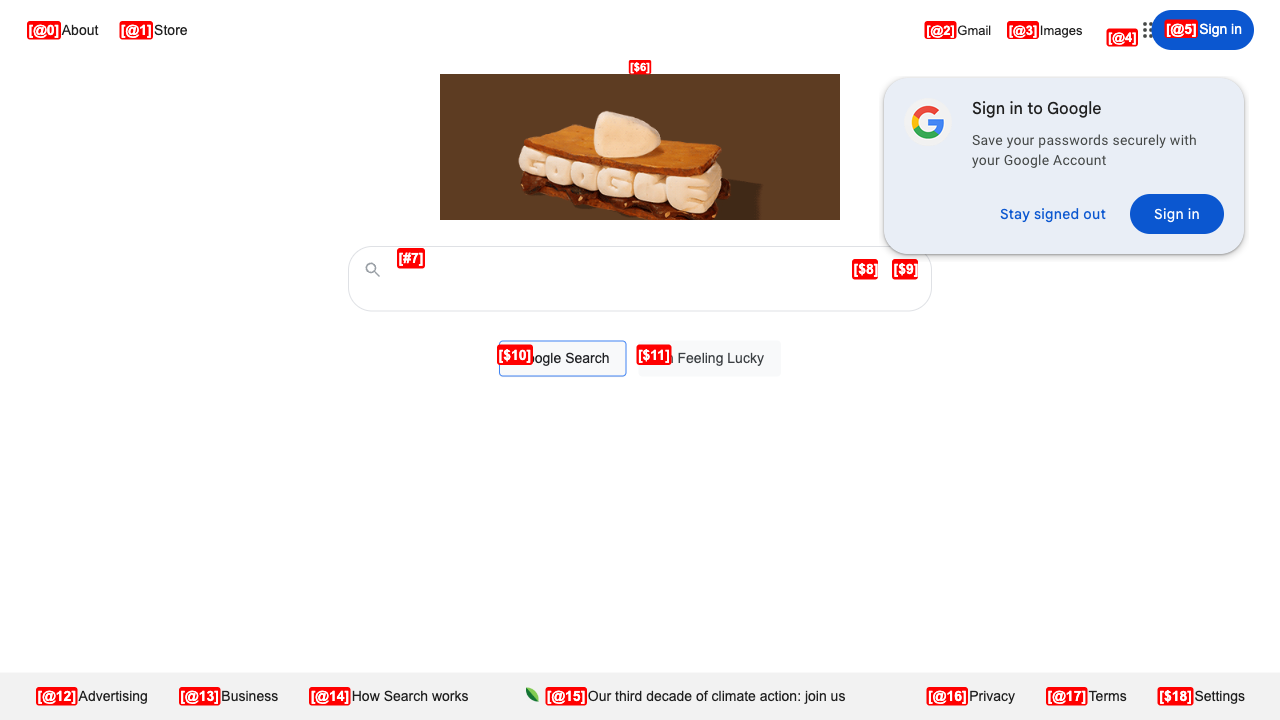 [@0] About [@1] Store
[@2] Gmail [@3] Images [@4] [@5] Sign in
[$6]
GOOGLE
Sign in to Google
Save your passwords securely with
your Google Account
Stay signed out Sign in
[#7]
[$8] [$9]
[$10] ogle Search [$11] Feeling Lucky
[@12] Advertising [@13] Business [@14] How Search works [@15] Our third decade of climate action: join us [@16] Privacy [@17] Terms [$18] Settings